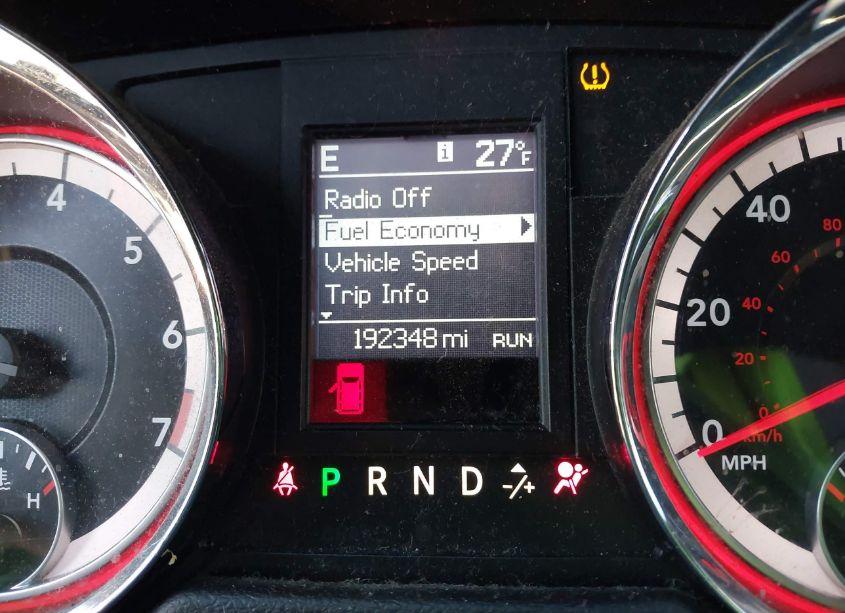 E i 27°F
Radio Off
Fuel Economy
Vehicle Speed
Trip Info
192348 mi RUN
P R N D -/+
4
5
6
7
H
40
20
0
MPH
80
60
40
20
0
km/h